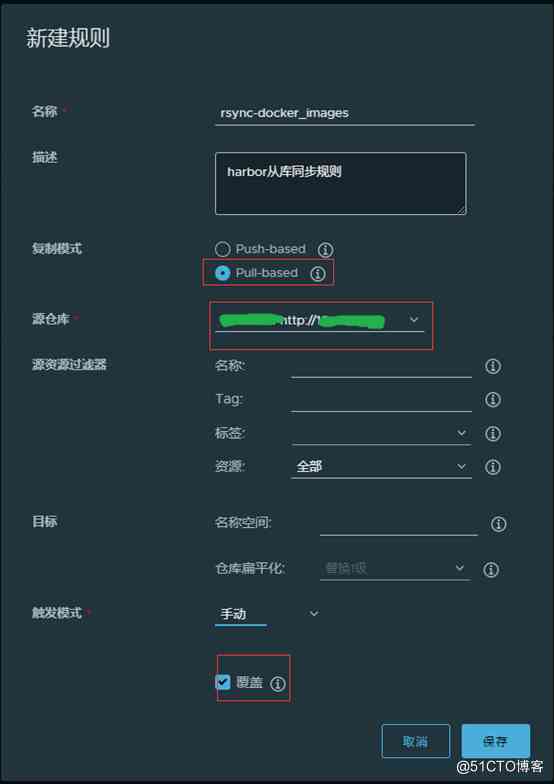 新建规则
名称 *
rsync-docker_images
描述
harbor从库同步规则
复制模式
Push-based
Pull-based
源仓库 *
http://
源资源过滤器
名称:
Tag:
标签:
资源: 全部
目标
名称空间:
仓库扁平化: 替换1级
触发模式 *
手动
覆盖
取消 保存
@51CTO博客